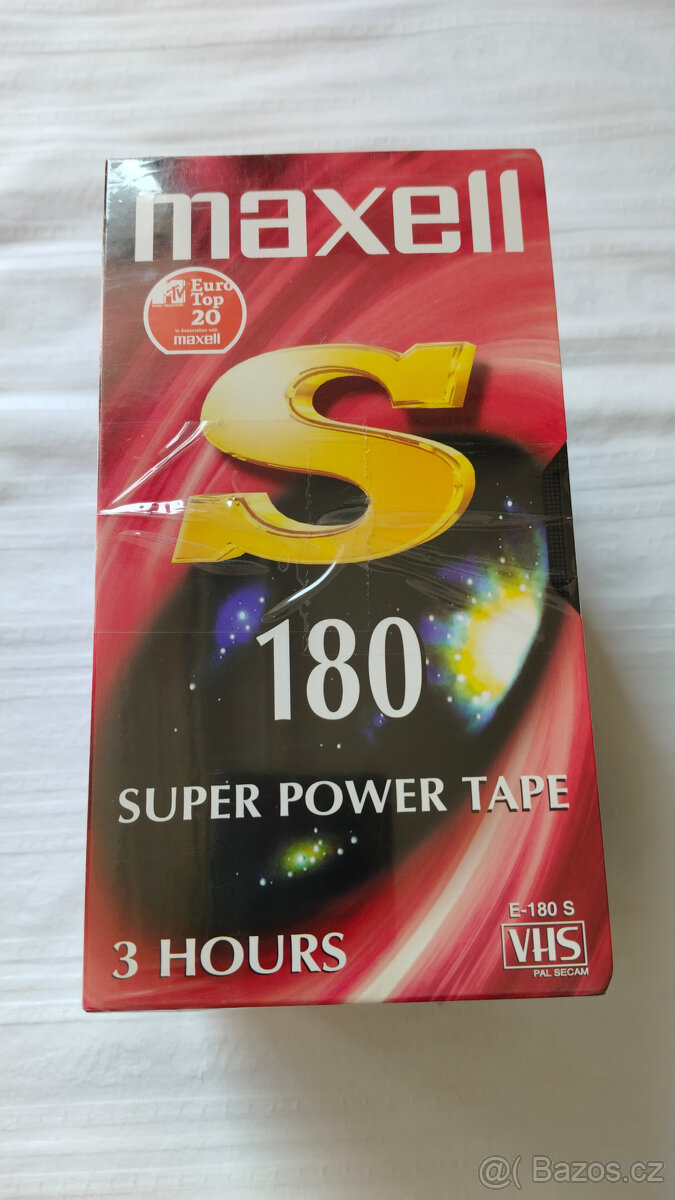 maxell
MTV
Euro
Top
20
In Association with
maxell
S
180
SUPER POWER TAPE
3 HOURS
E-180 S
VHS
PAL SECAM
Bazos.cz